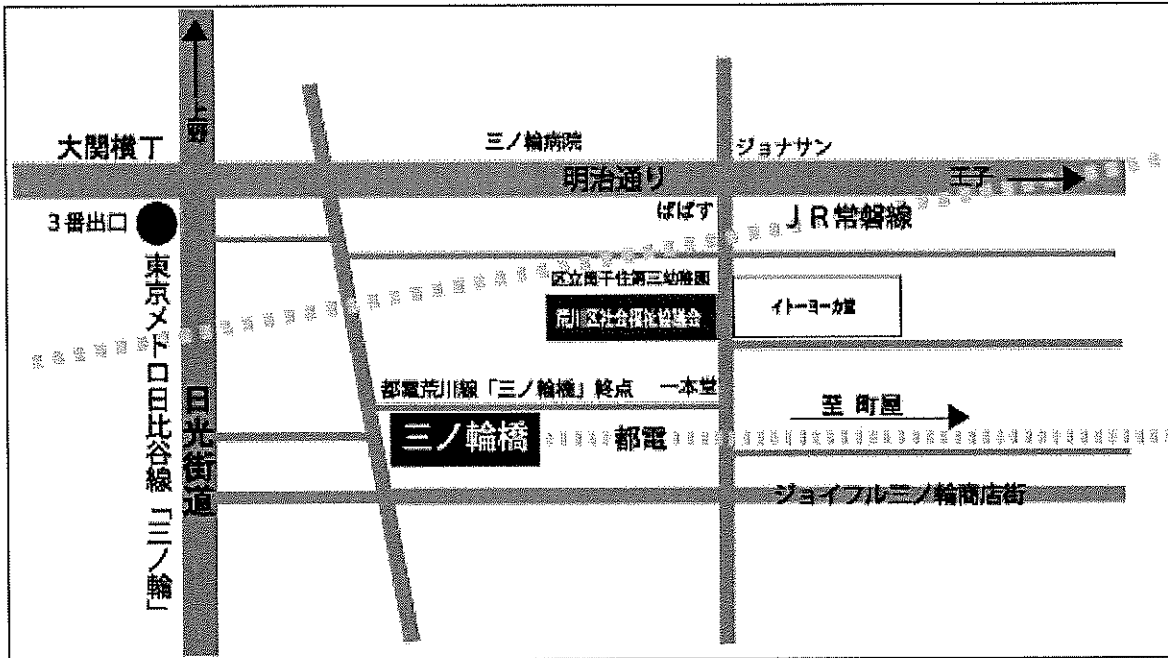 上野
大関横丁
三ノ輪病院
ジョナサン
明治通り
王子
3番出口
ぱぱす
JR常磐線
区立南千住第三幼稚園
荒川区社会福祉協議会
イトーヨーカ堂
東京メトロ日比谷線「三ノ輪」
日光街道
都電荒川線「三ノ輪橋」終点
一本堂
至 町屋
三ノ輪橋
都電
ジョイフル三ノ輪商店街